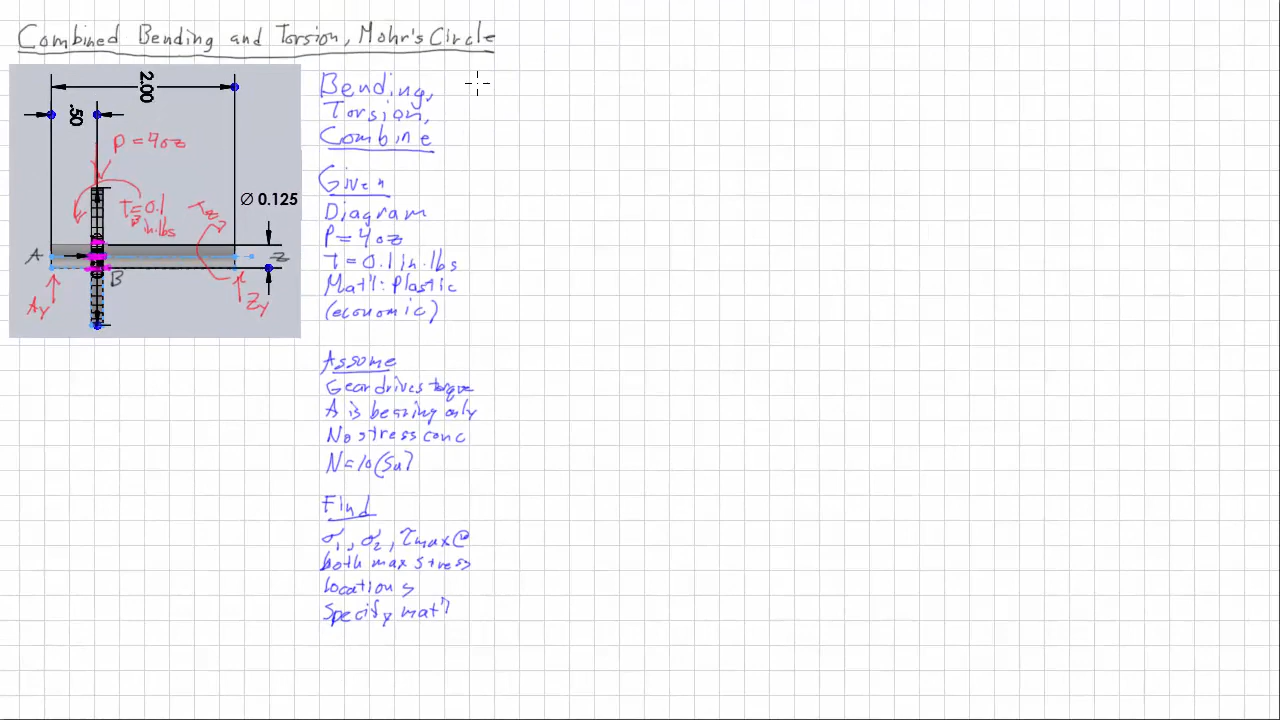 Combined Bending and Torsion, Mohr's Circle
2.00
.50
P = 4oz
T = 0.1
in.lbs
Tz
Ø 0.125
A
Z
B
Ay
Zy
Bending,
Torsion,
Combine
Given
Diagram
P = 4oz
T = 0.1 in.lbs
Mat'l: Plastic
(economic)
Assume
Gear drives torque
A is bearing only
No stress conc
N=10(Su)
Find
σ1, σ2, τmax@
both max stress
locations
Specify mat'l